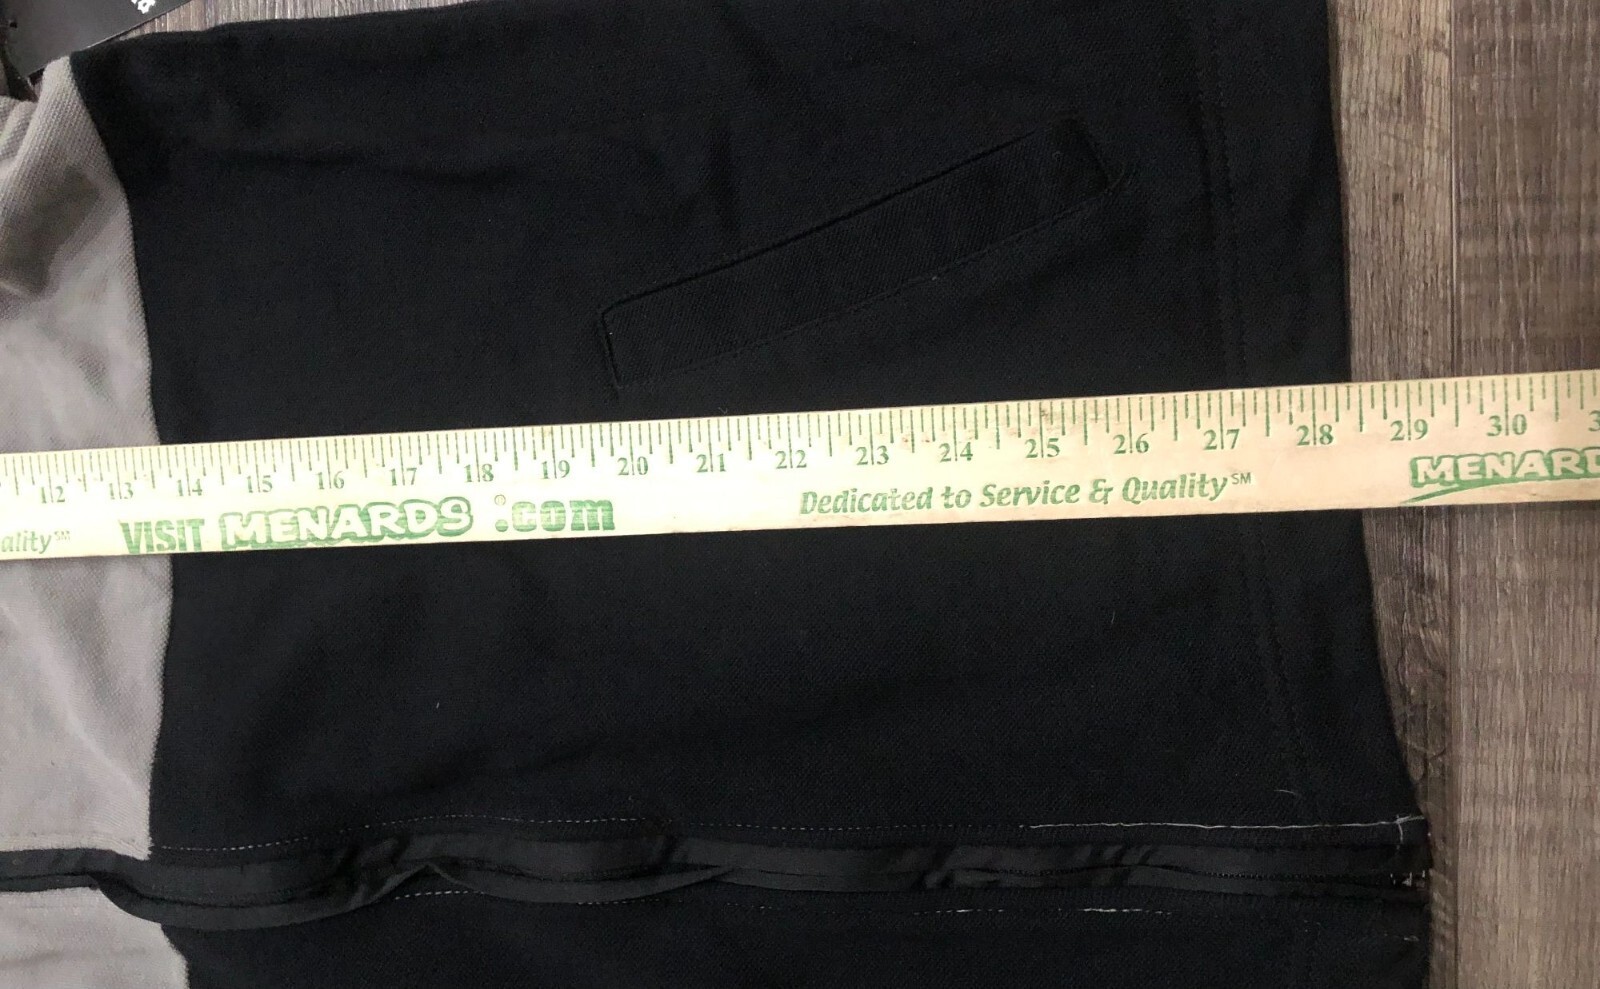 12 13 14 15 16 17 18 19 20 21 22 23 24 25 26 27 28 29 30
ality℠ VISIT MENARDS®.com Dedicated to Service & Quality℠ MENARD